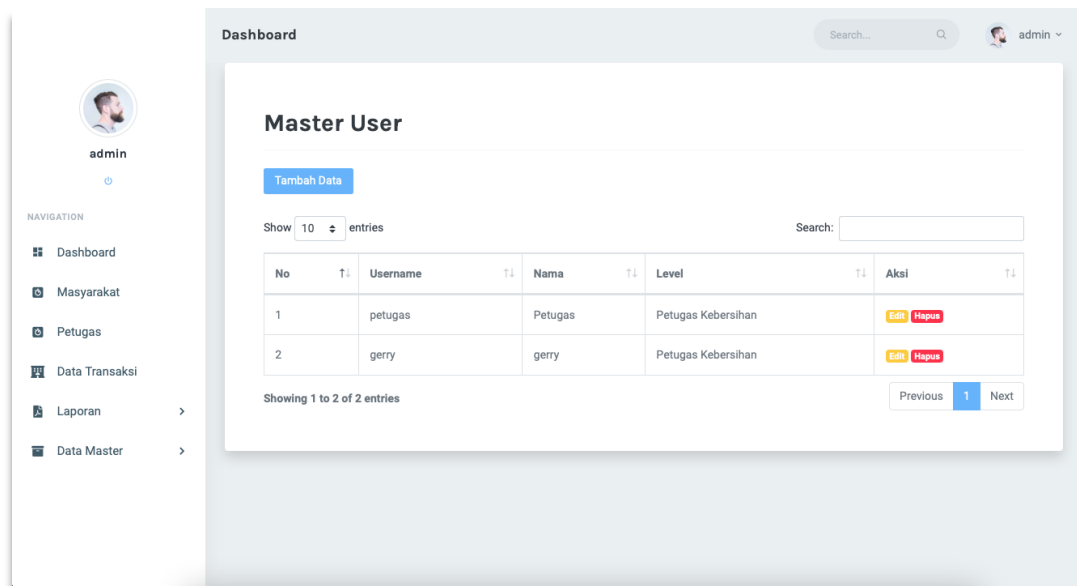 Dashboard
Search...
admin
admin
NAVIGATION
Dashboard
Masyarakat
Petugas
Data Transaksi
Laporan
Data Master
Master User
Tambah Data
Show 10 entries
Search:
No Username Nama Level Aksi
1 petugas Petugas Petugas Kebersihan Edit Hapus
2 gerry gerry Petugas Kebersihan Edit Hapus
Showing 1 to 2 of 2 entries
Previous 1 Next